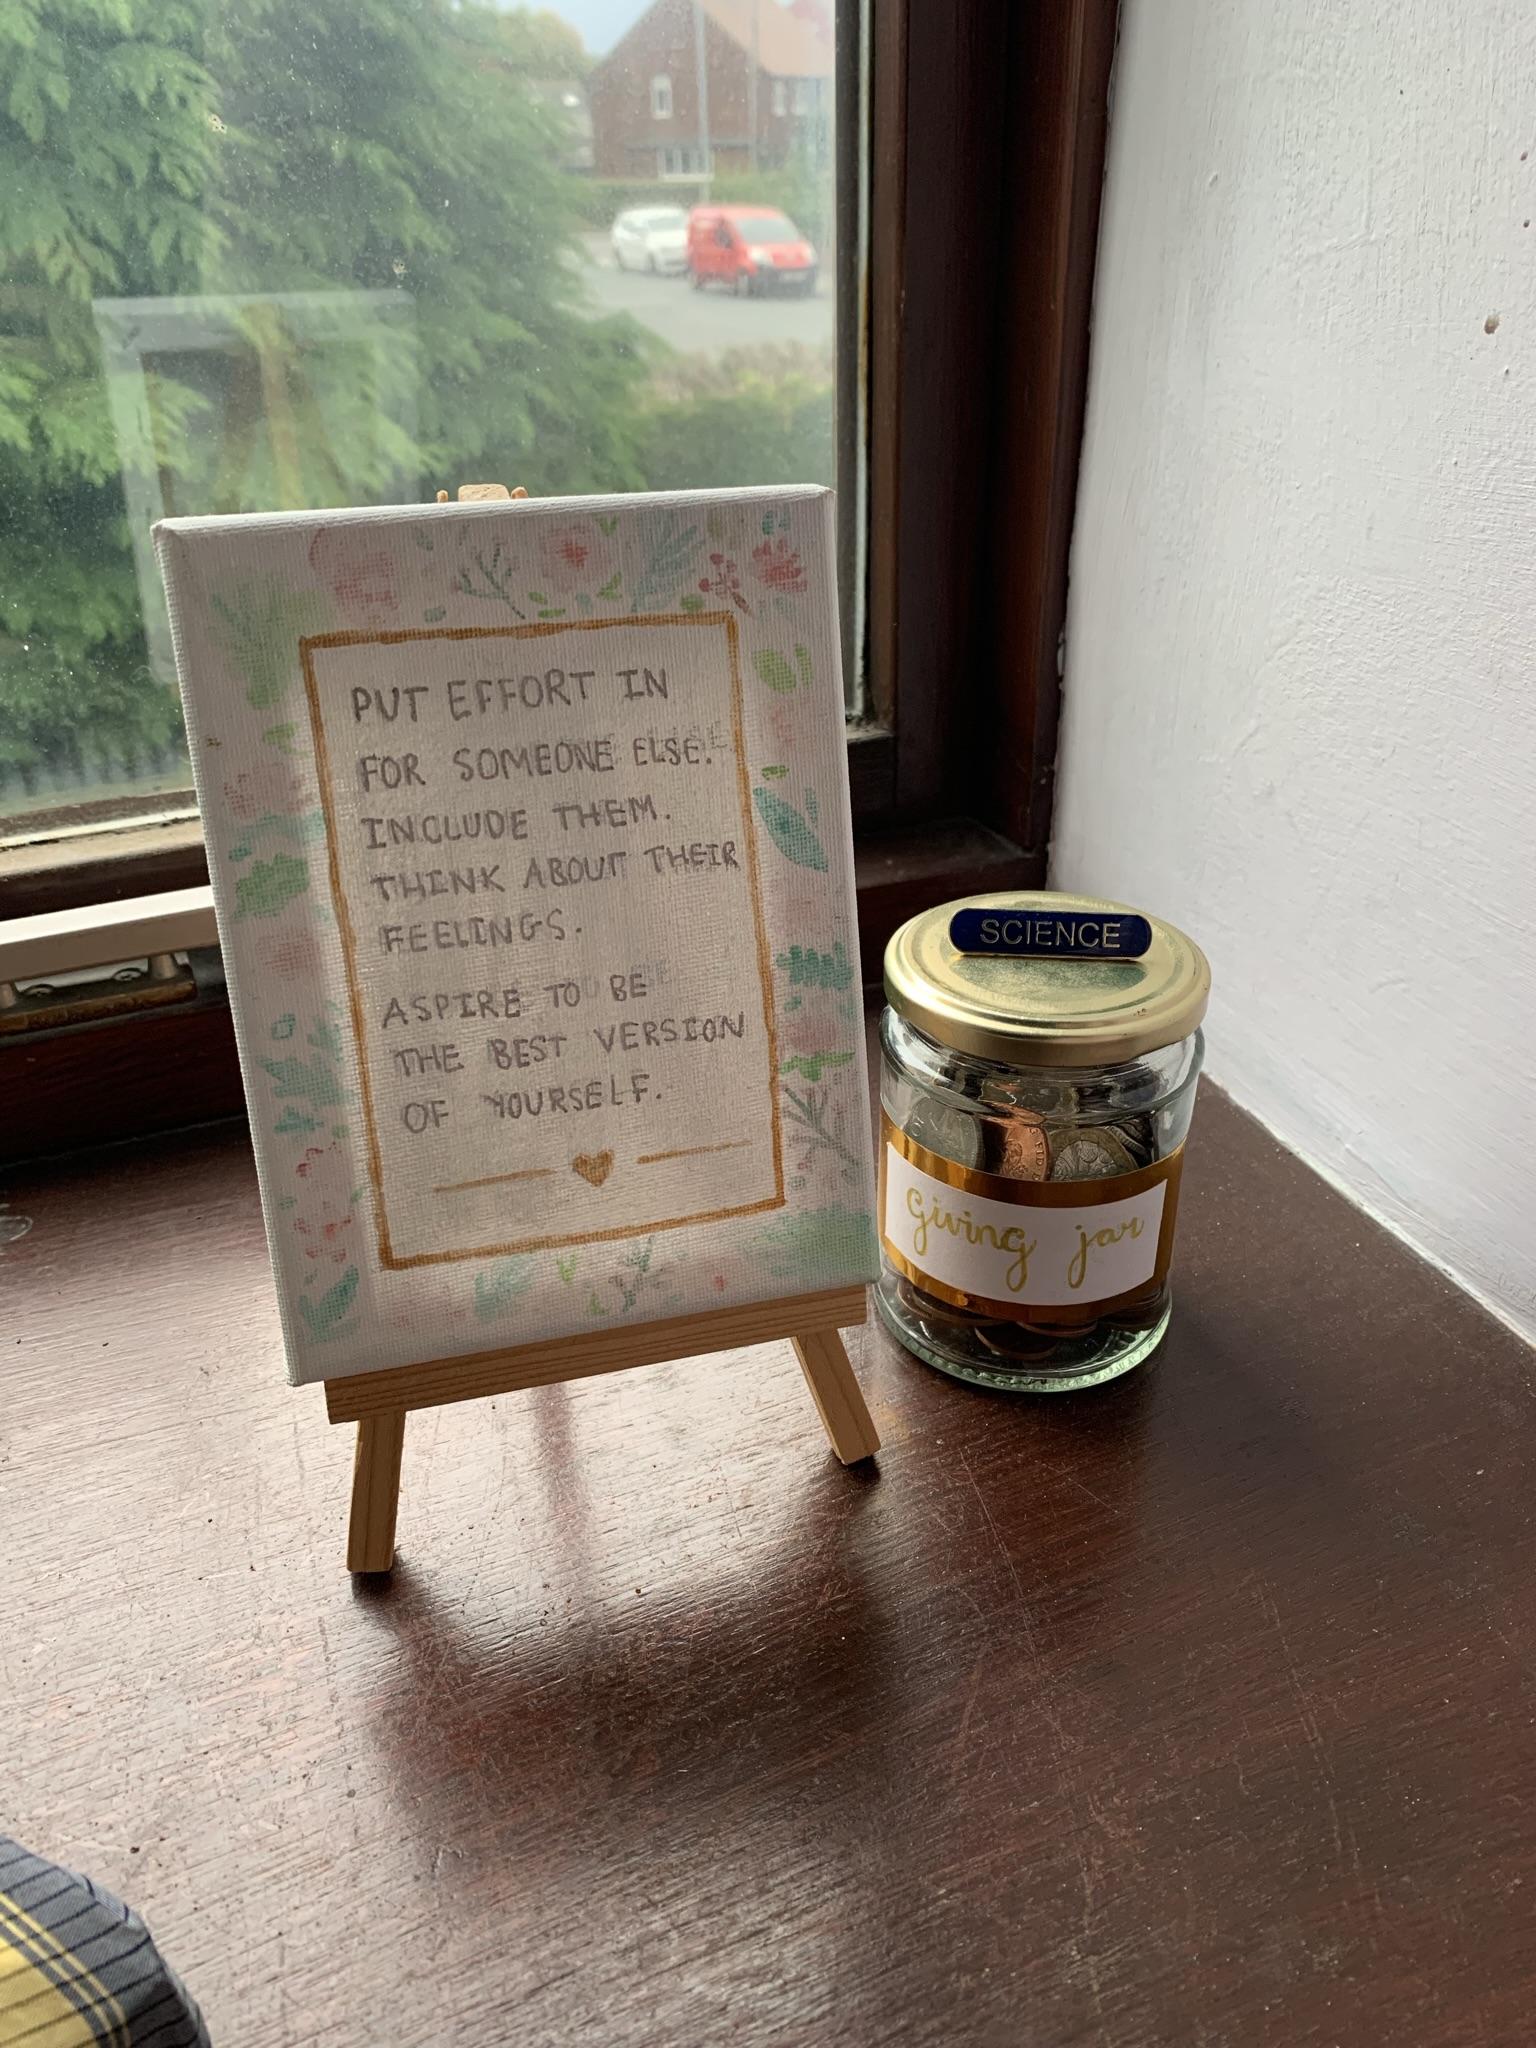 PUT EFFORT IN
FOR SOMEONE ELSE.
INCLUDE THEM.
THINK ABOUT THEIR
FEELINGS.
ASPIRE TO BE
THE BEST VERSION
OF YOURSELF.
SCIENCE
Giving jar